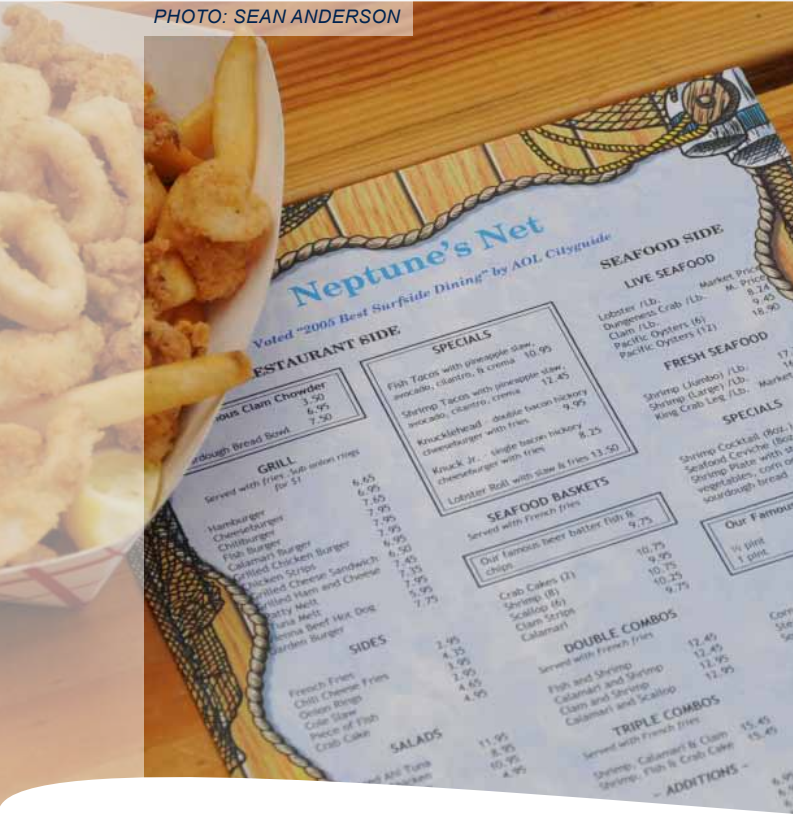 PHOTO: SEAN ANDERSON
Neptune's Net
Voted "2005 Best Surfside Dining" by AOL Cityguide
RESTAURANT SIDE
Clam Chowder
3.50
6.95
Bread Bowl 7.50
GRILL
Served with fries. Sub onion rings
for $1
Hamburger 6.65
Cheeseburger 6.95
Chiliburger 7.65
Fish Burger 7.95
Calamari Burger 7.95
Grilled Chicken Burger 7.95
Chicken Strips 6.95
Grilled Cheese Sandwich 6.50
Grilled Ham and Cheese 7.45
Patty Melt 7.35
Tuna Melt 7.95
Vienna Beef Hot Dog 5.95
Garden Burger 7.75
SIDES
French Fries 2.95
Chili Cheese Fries 4.35
Onion Rings 3.95
Cole Slaw 2.95
Piece of Fish 4.65
Crab Cake 4.95
SALADS
Ahi Tuna 11.95
8.95
10.95
4.95
SPECIALS
Fish Tacos with pineapple slaw,
avocado, cilantro, & crema 10.95
Shrimp Tacos with pineapple slaw,
avocado, cilantro, crema 12.45
Knucklehead - double bacon hickory
cheeseburger with fries 9.95
Knuck Jr. - single bacon hickory
cheeseburger with fries 8.25
Lobster Roll with slaw & fries 13.50
SEAFOOD BASKETS
Served with French fries
Our famous beer batter fish &
chips 9.75
Crab Cakes (2) 10.75
Shrimp (8) 9.95
Scallop (6) 10.75
Clam Strips 10.25
Calamari 9.75
DOUBLE COMBOS
Served with French fries
Fish and Shrimp 12.45
Calamari and Shrimp 12.45
Clam and Shrimp 12.95
Calamari and Scallop 12.95
TRIPLE COMBOS
Served with French fries
Shrimp, Calamari & Clam 15.45
Shrimp, Fish & Crab Cake 15.45
~ ADDITIONS ~
SEAFOOD SIDE
LIVE SEAFOOD
Lobster /Lb. Market Price
Dungeness Crab /Lb. M. Price
Clam /Lb. 8.24
Pacific Oysters (6) 9.45
Pacific Oysters (12) 18.90
FRESH SEAFOOD
Shrimp (Jumbo) /Lb. 17.
Shrimp (Large) /Lb.
King Crab Leg /Lb. Market
SPECIALS
Shrimp Cocktail (8oz.)
Seafood Ceviche (8oz
Shrimp Plate with
vegetables, corn
sourdough bread
Our Famous
½ pint
1 pint